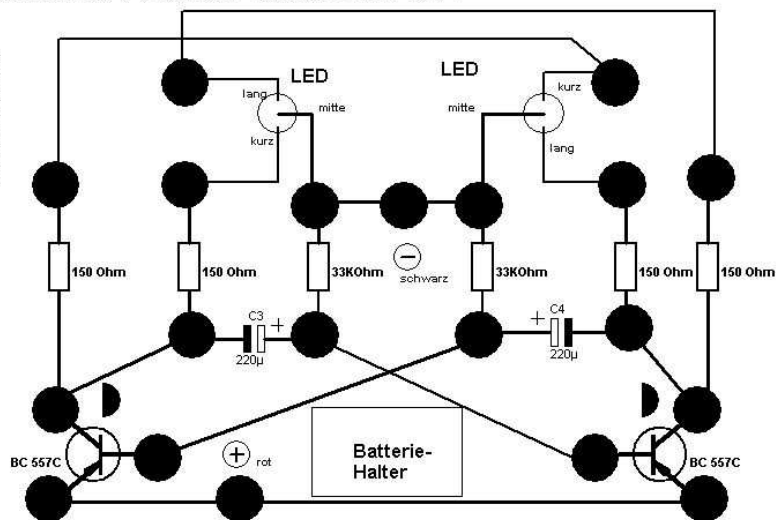 LED
LED
lang
mitte
kurz
mitte
kurz
lang
150 Ohm
150 Ohm
33KOhm
−
schwarz
33KOhm
150 Ohm
150 Ohm
C3
+
220µ
C4
+
220µ
BC 557C
+
rot
Batterie-
Halter
BC 557C